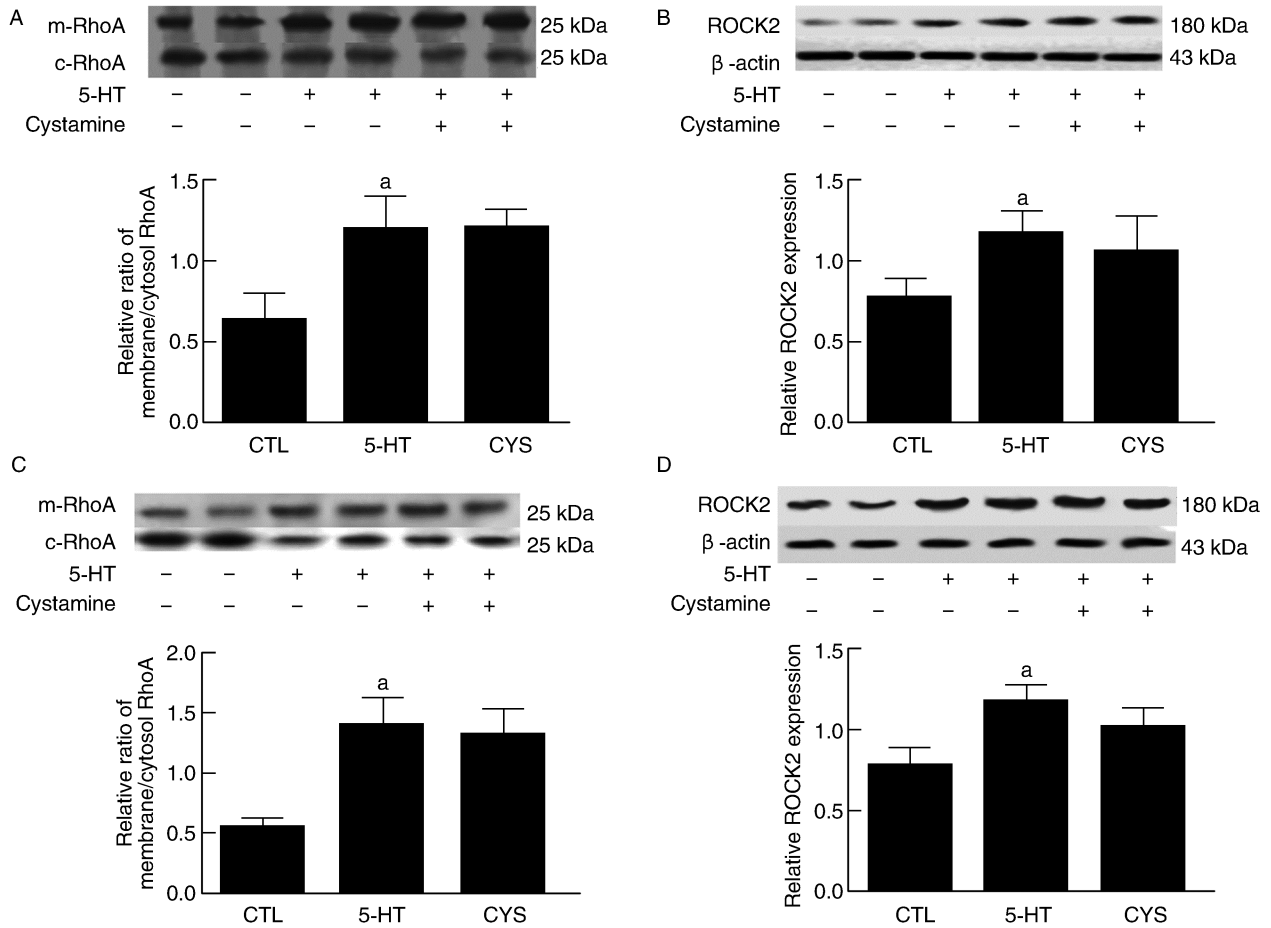 A
m-RhoA 25 kDa
c-RhoA 25 kDa
5-HT – – + + + +
Cystamine – – – – + +
Relative ratio of
membrane/cytosol RhoA
1.5
1.0
0.5
0.0
a
CTL 5-HT CYS
B
ROCK2 180 kDa
β -actin 43 kDa
5-HT – – + + + +
Cystamine – – – – + +
Relative ROCK2 expression
1.5
1.0
0.5
0.0
a
CTL 5-HT CYS
C
m-RhoA 25 kDa
c-RhoA 25 kDa
5-HT – – + + + +
Cystamine – – – – + +
Relative ratio of
membrane/cytosol RhoA
2.0
1.5
1.0
0.5
0.0
a
CTL 5-HT CYS
D
ROCK2 180 kDa
β -actin 43 kDa
5-HT – – + + + +
Cystamine – – – – + +
Relative ROCK2 expression
1.5
1.0
0.5
0.0
a
CTL 5-HT CYS